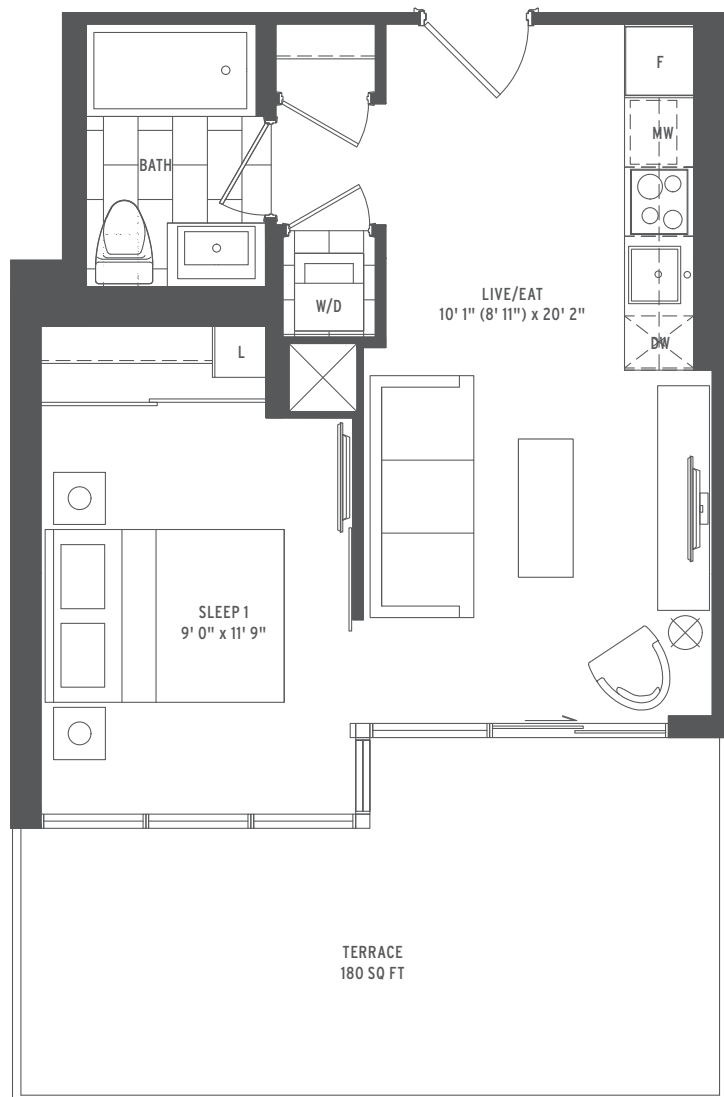 F
MW
BATH
W/D
LIVE/EAT
10' 1" (8' 11") x 20' 2"
DW
L
SLEEP 1
9' 0" x 11' 9"
TERRACE
180 SQ FT